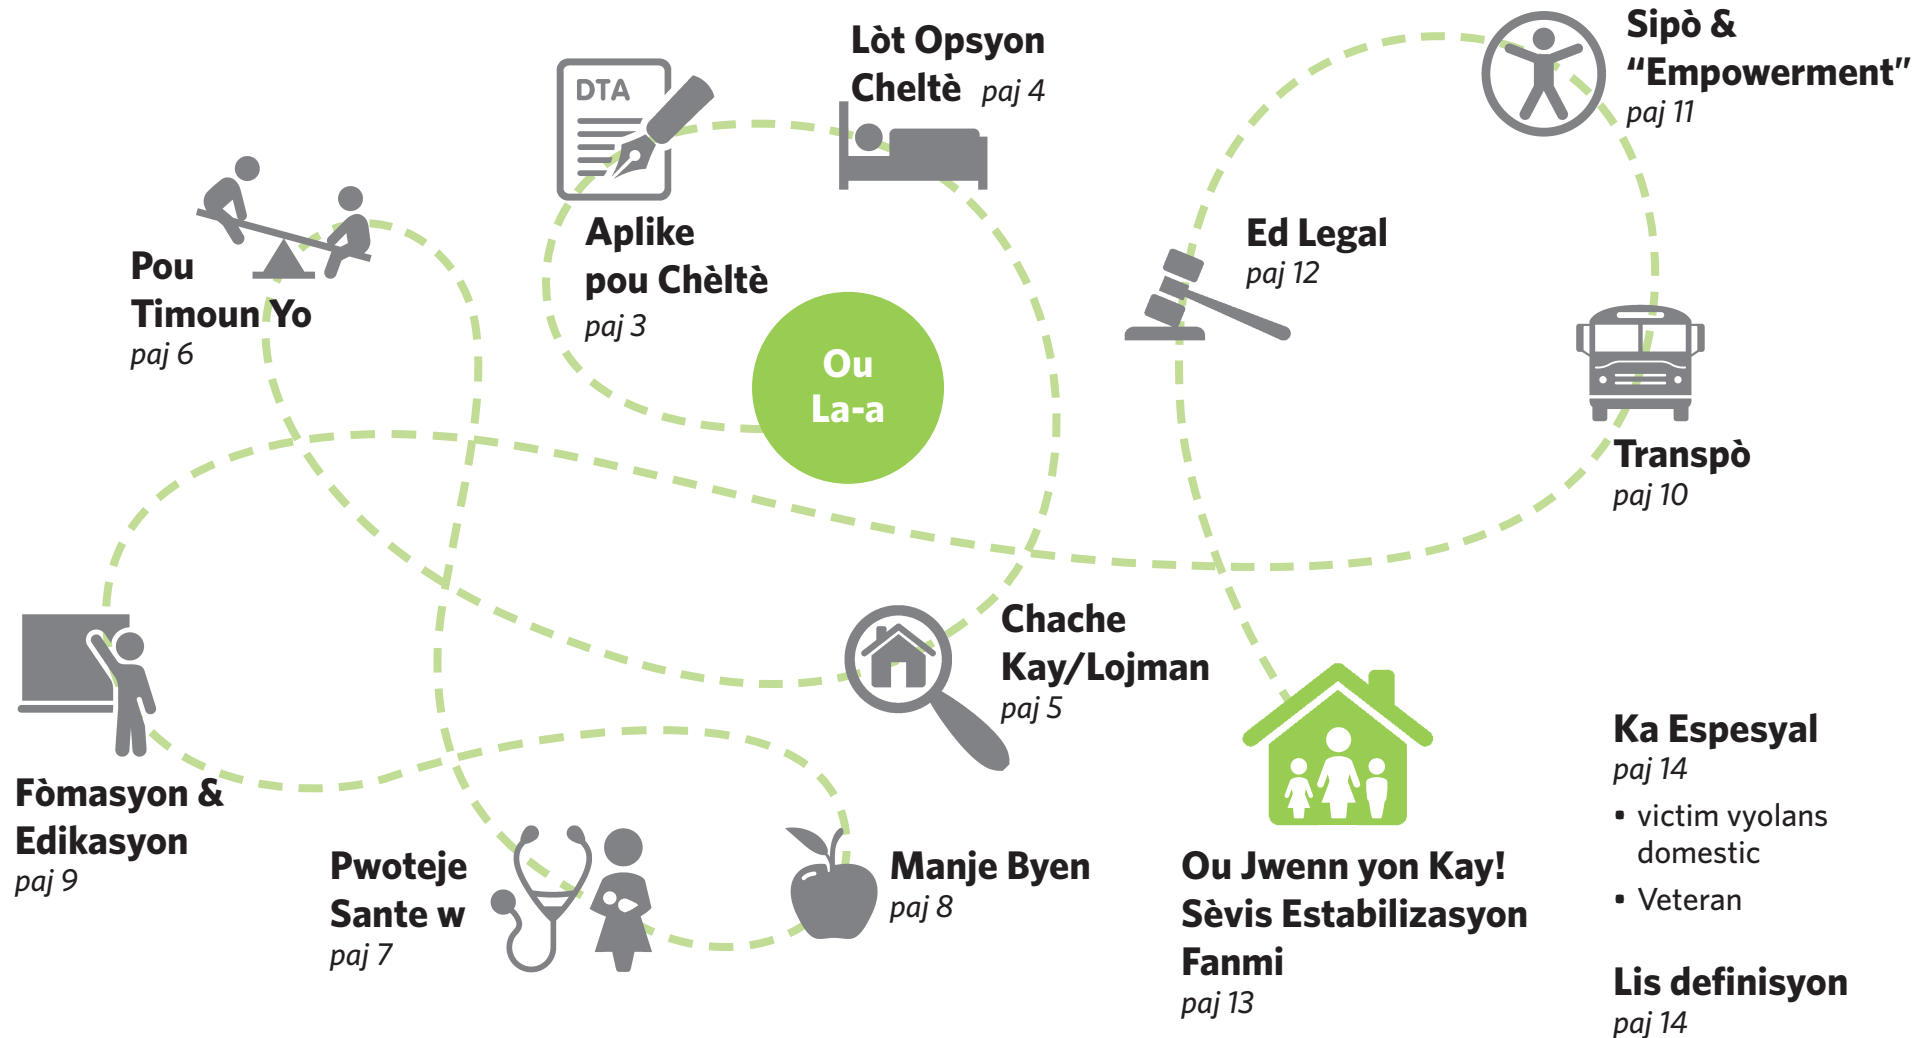 Ou
La-a
DTA
Aplike
pou Chèltè
paj 3
Lòt Opsyon
Cheltè paj 4
Chache
Kay/Lojman
paj 5
Pou
Timoun Yo
paj 6
Pwoteje
Sante w
paj 7
Manje Byen
paj 8
Fòmasyon &
Edikasyon
paj 9
Transpò
paj 10
Sipò &
“Empowerment”
paj 11
Ed Legal
paj 12
Ou Jwenn yon Kay!
Sèvis Estabilizasyon
Fanmi
paj 13
Ka Espesyal
paj 14
• victim vyolans
domestic
• Veteran
Lis definisyon
paj 14